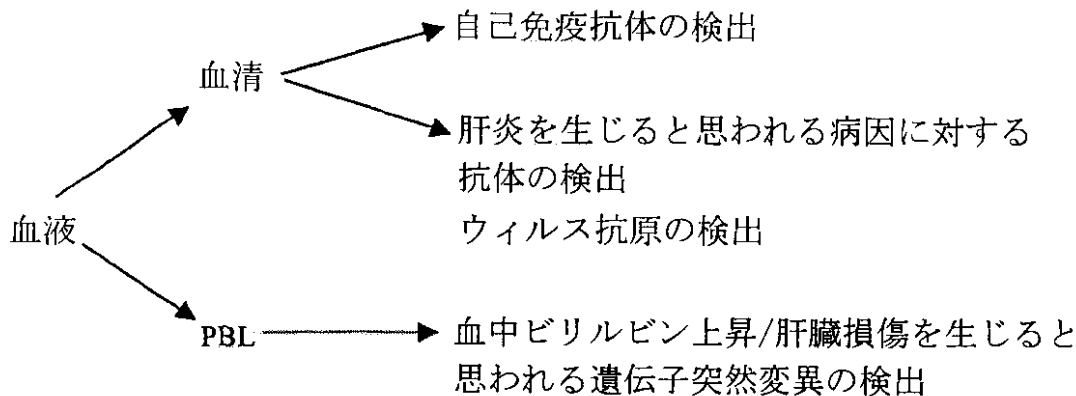 自己免疫抗体の検出
血清
肝炎を生じると思われる病因に対する
抗体の検出
血液
ウィルス抗原の検出
PBL
血中ビリルビン上昇/肝臓損傷を生じると
思われる遺伝子突然変異の検出